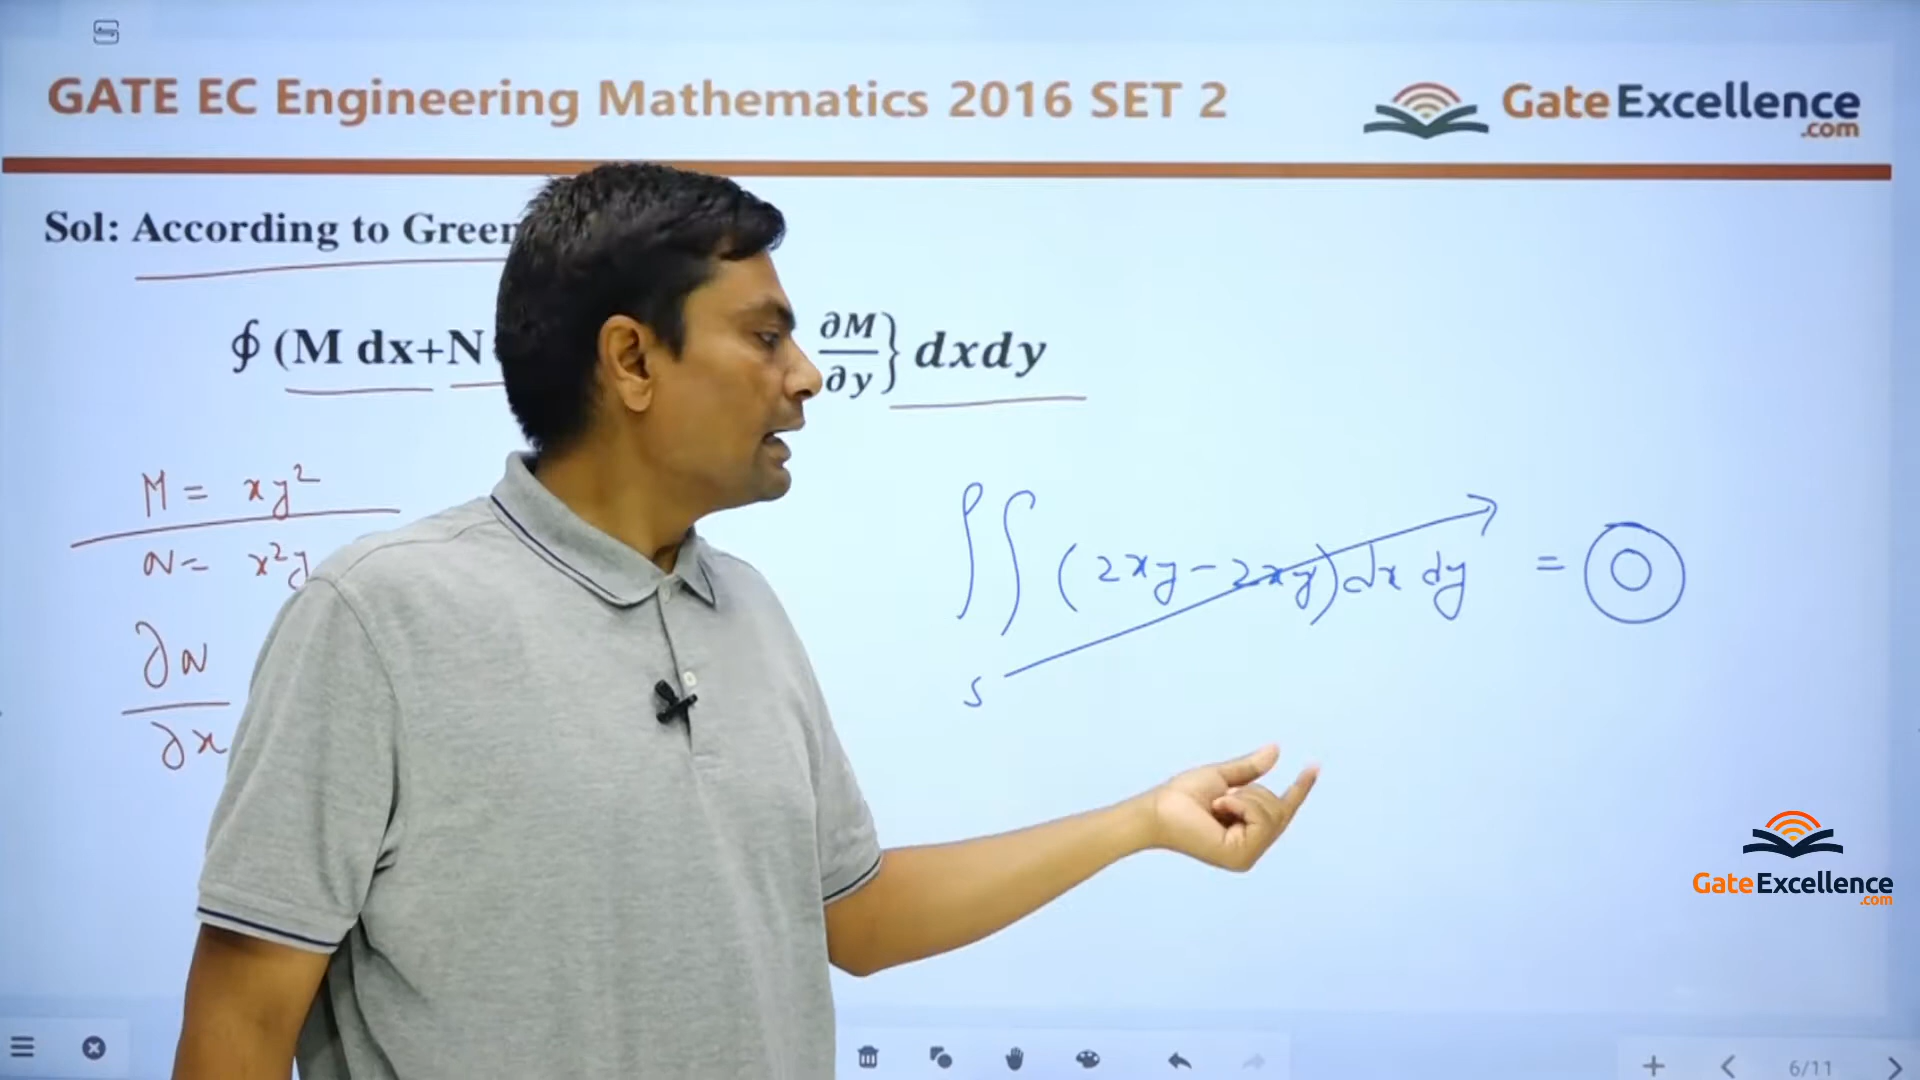 GATE EC Engineering Mathematics 2016 SET 2
GateExcellence
.com
Sol: According to Green
∮ (M dx+N ∂M/∂y} dxdy
M = xy²
N = x²y
∂N/∂x
∫∫ (2xy-2xy)dx dy = 0
S
GateExcellence
.com
6/11